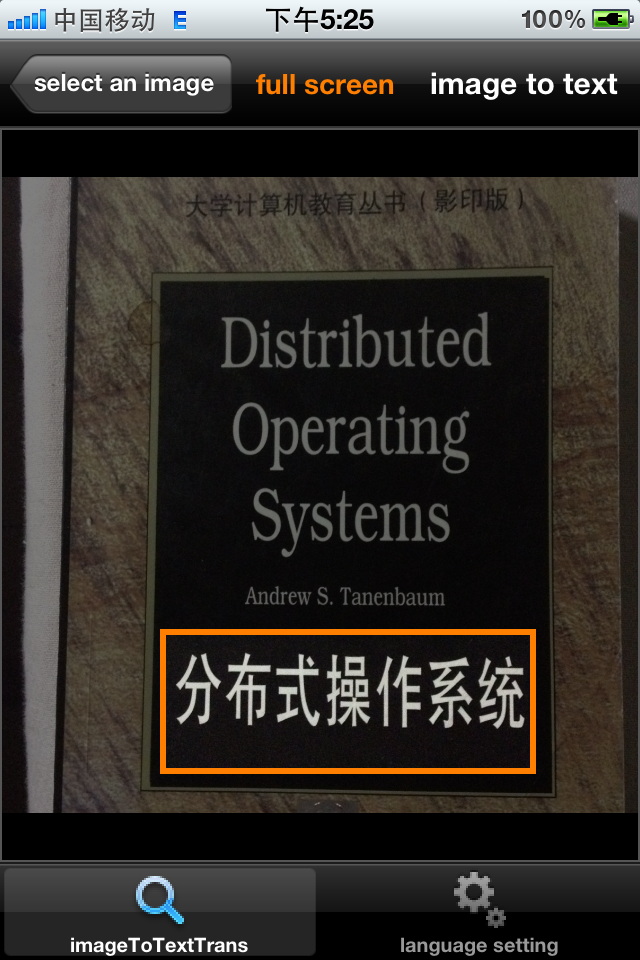 中国移动 E 下午5:25 100%
select an image full screen image to text
大学计算机教育丛书（影印版）
Distributed
Operating
Systems
Andrew S. Tanenbaum
分布式操作系统
imageToTextTrans language setting